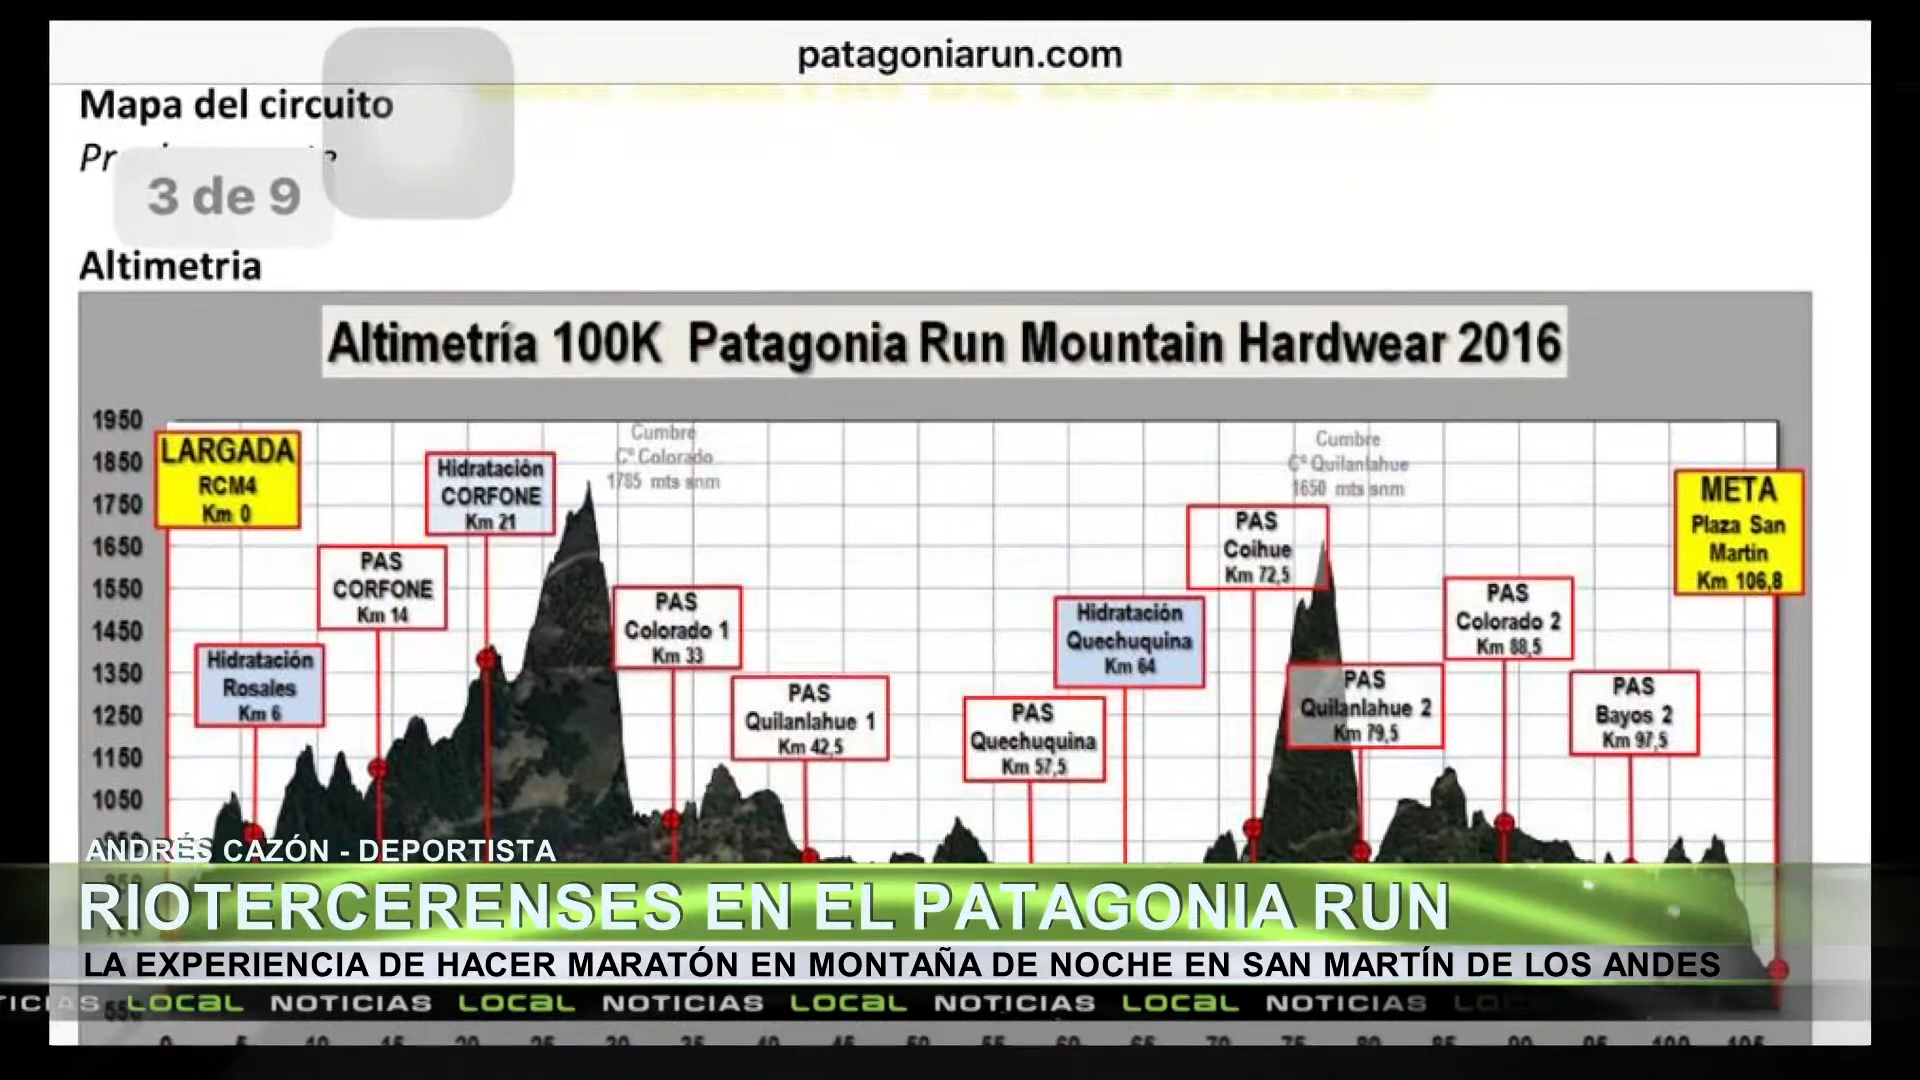 patagoniarun.com
Mapa del circuito
3 de 9
Altimetria
Altimetría 100K Patagonia Run Mountain Hardwear 2016
1950
1850
1750
1650
1550
1450
1350
1250
1150
1050
LARGADA
RCM4
Km 0
Hidratación
Rosales
Km 6
PAS
CORFONE
Km 14
Hidratación
CORFONE
Km 21
Cumbre
Cº Colorado
1785 mts snm
PAS
Colorado 1
Km 33
PAS
Quilanlahue 1
Km 42,5
PAS
Quechuquina
Km 57,5
Hidratación
Quechuquina
Km 64
PAS
Coihue
Km 72,5
Cumbre
Cº Quilanlahue
1650 mts snm
PAS
Quilanlahue 2
Km 79,5
PAS
Colorado 2
Km 88,5
PAS
Bayos 2
Km 97,5
META
Plaza San
Martin
Km 106,8
ANDRÉS CAZÓN - DEPORTISTA
RIOTERCERENSES EN EL PATAGONIA RUN
LA EXPERIENCIA DE HACER MARATÓN EN MONTAÑA DE NOCHE EN SAN MARTÍN DE LOS ANDES
LOCAL NOTICIAS LOCAL NOTICIAS LOCAL NOTICIAS LOCAL NOTICIAS